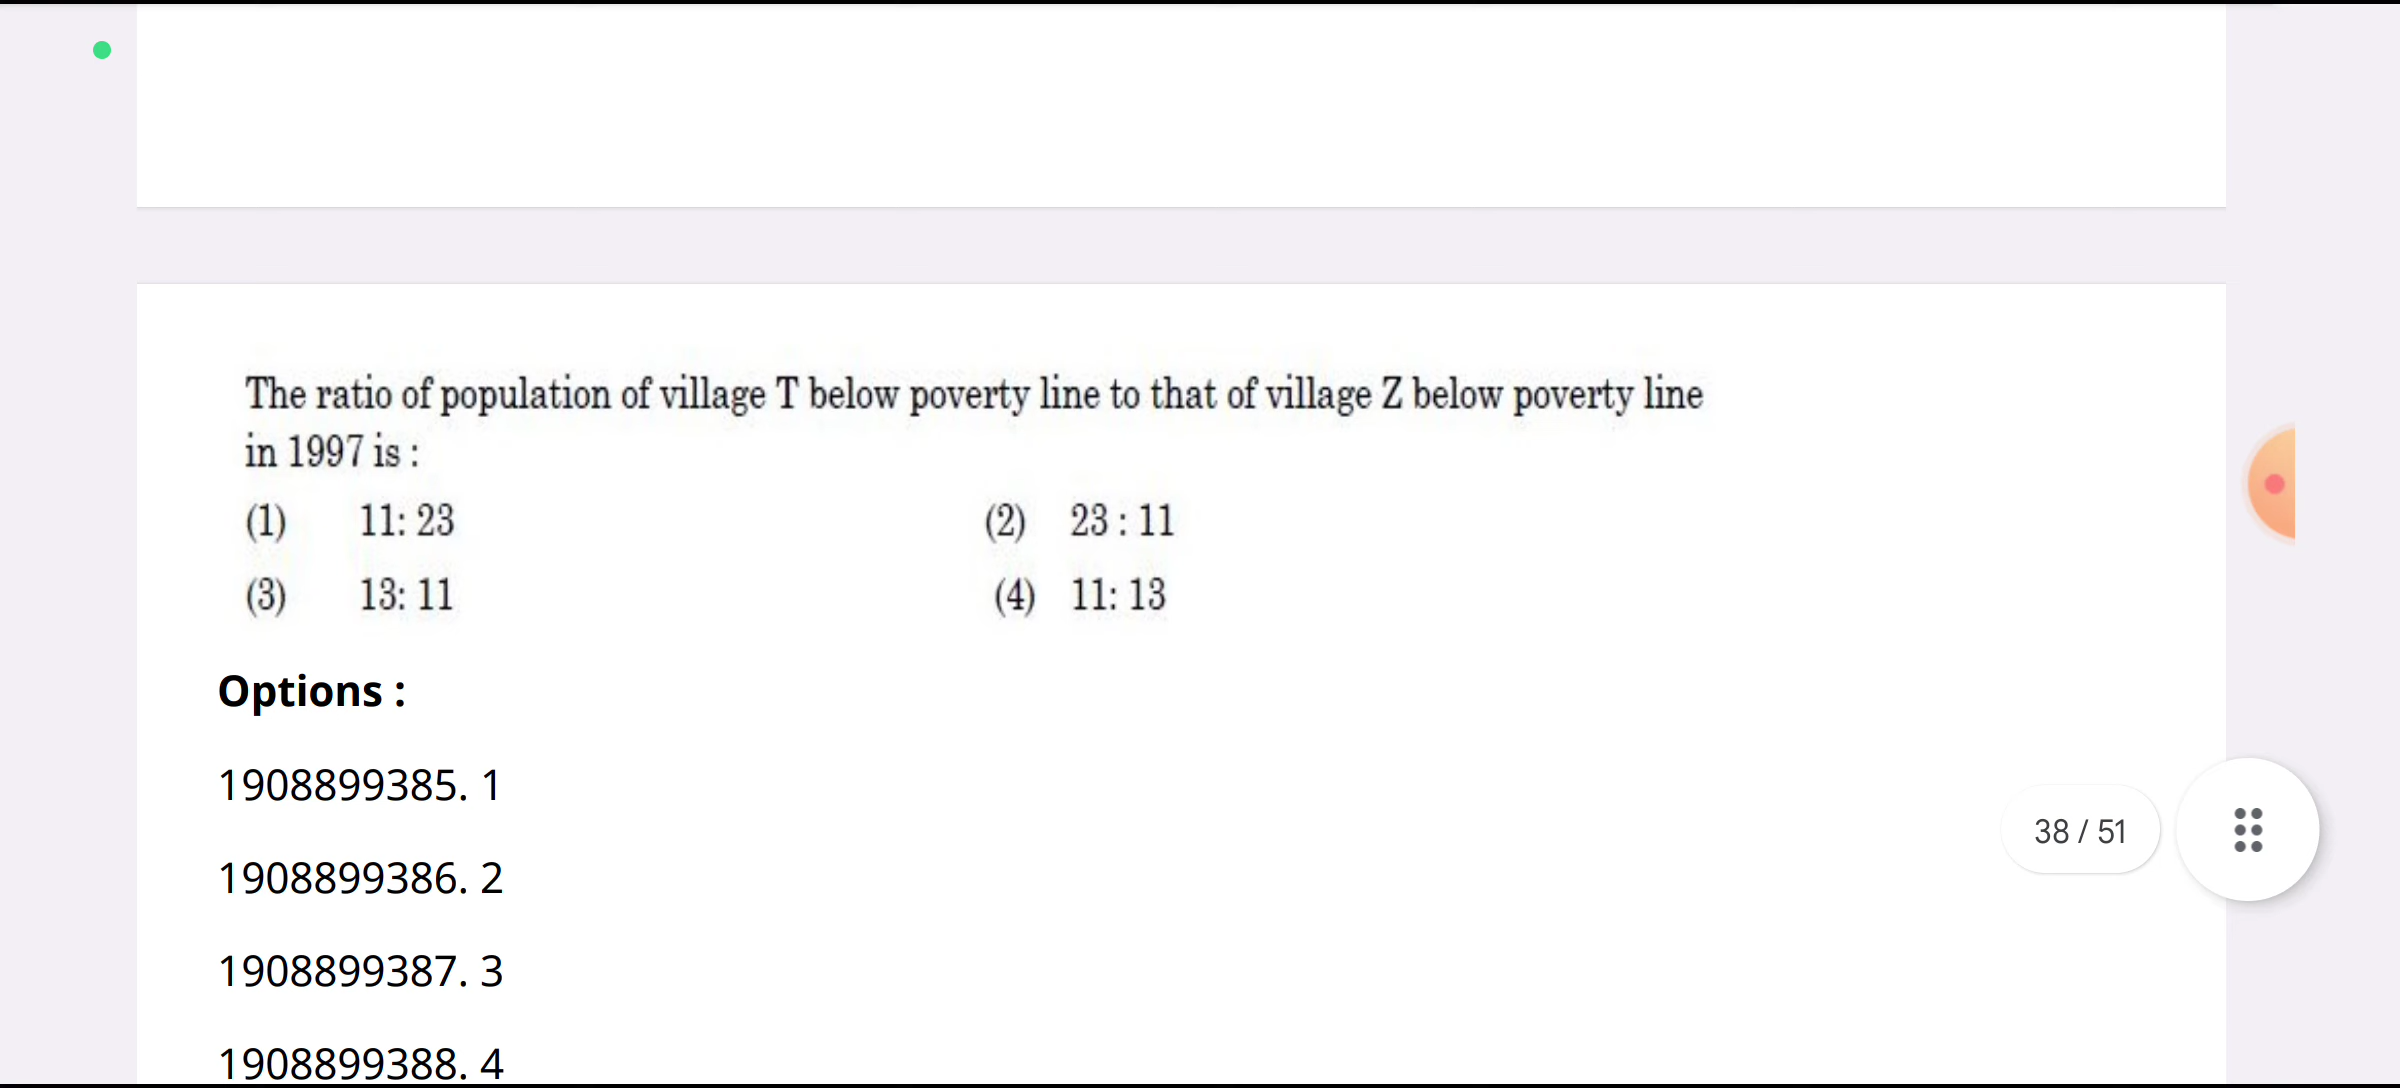 The ratio of population of village T below poverty line to that of village Z below poverty line
in 1997 is :
(1) 11: 23 (2) 23 : 11
(3) 13: 11 (4) 11: 13
Options :
1908899385. 1
1908899386. 2
38 / 51
1908899387. 3
1908899388. 4